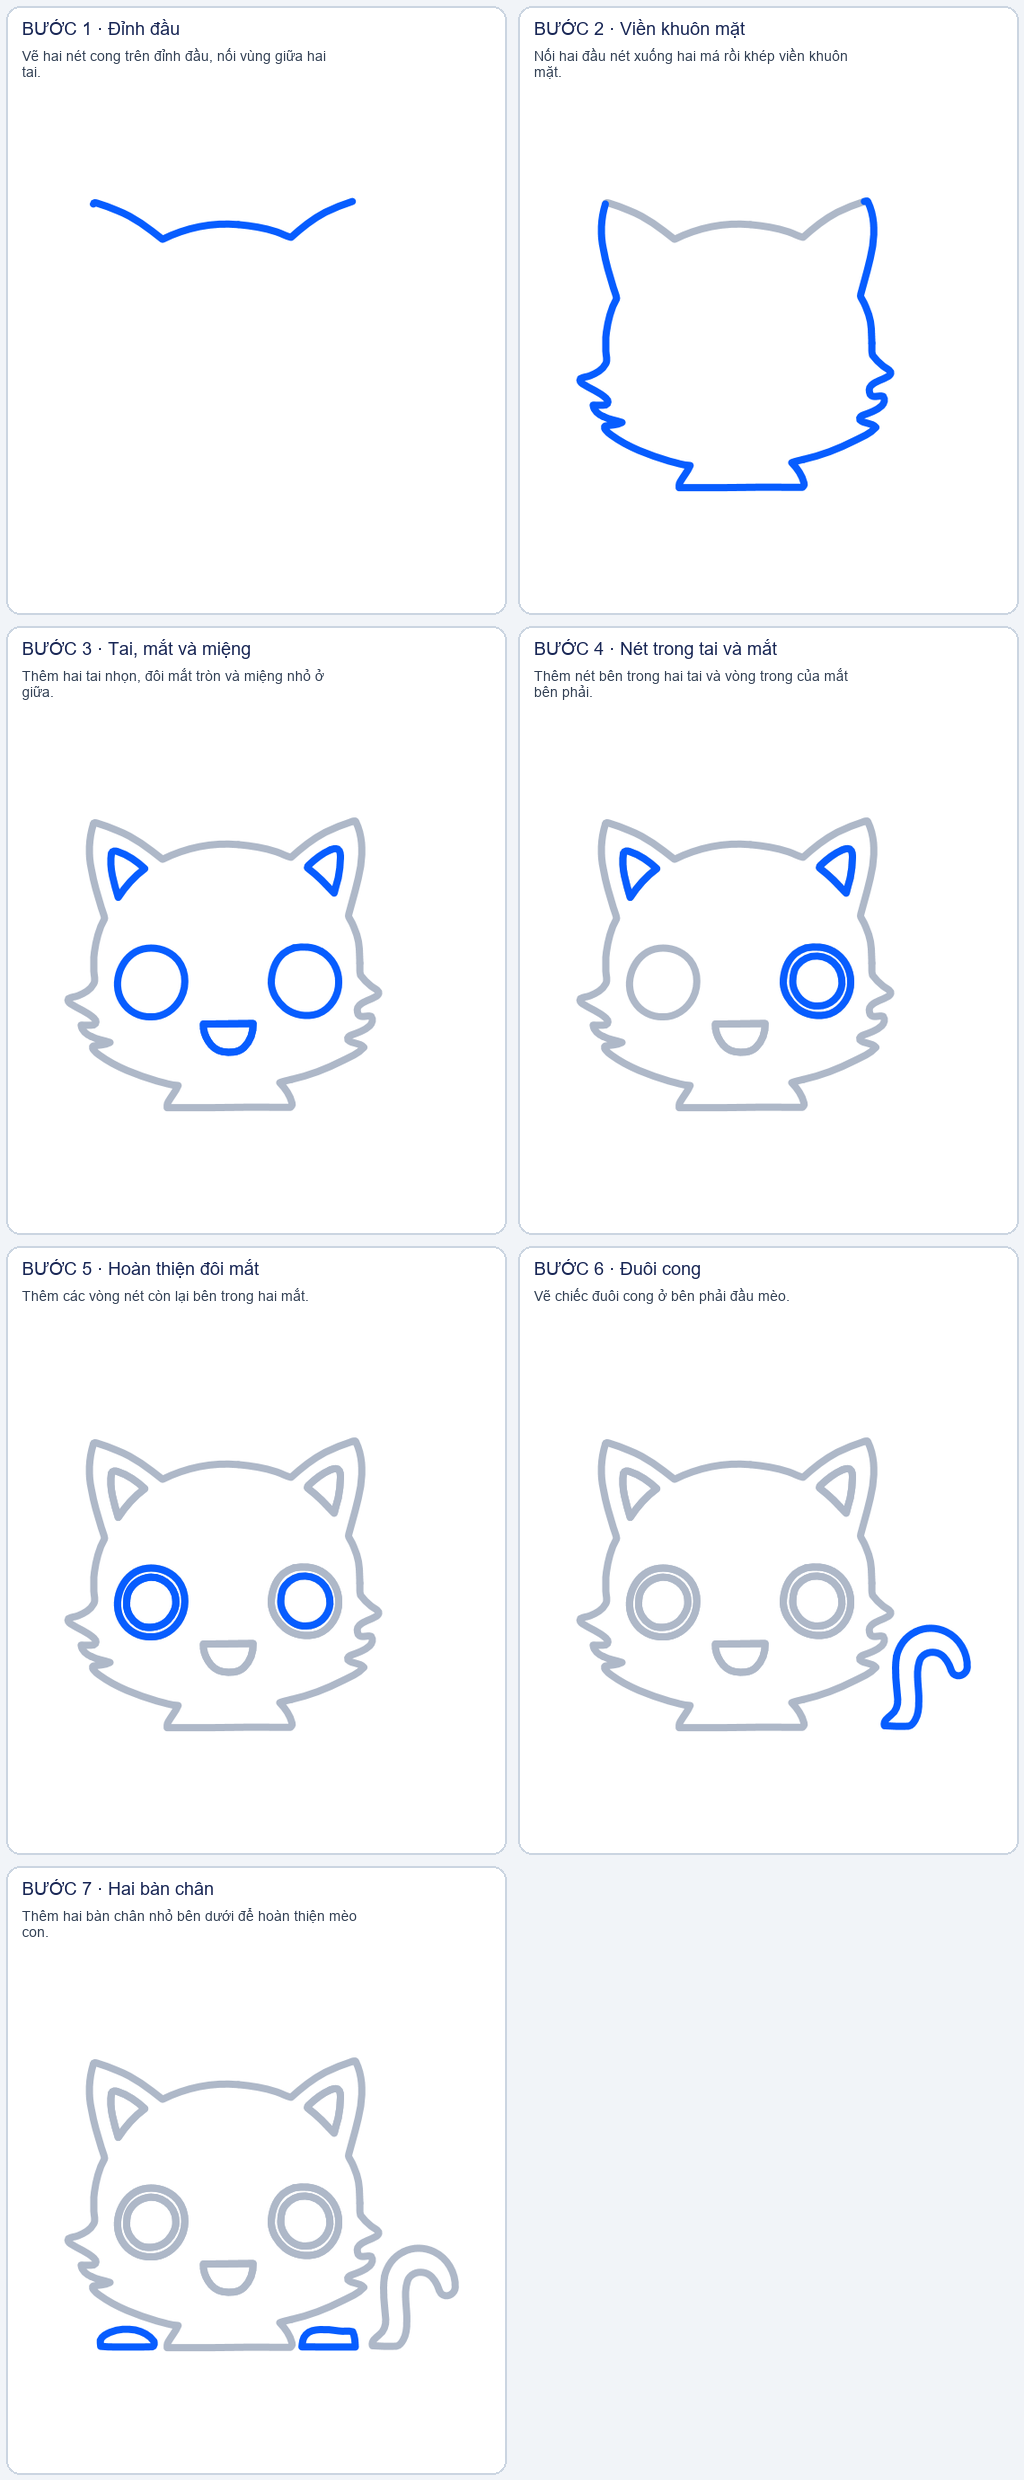 BƯỚC 1 · Đỉnh đầu
Vẽ hai nét cong trên đỉnh đầu, nối vùng giữa hai
tai.
BƯỚC 2 · Viền khuôn mặt
Nối hai đầu nét xuống hai má rồi khép viền khuôn
mặt.
BƯỚC 3 · Tai, mắt và miệng
Thêm hai tai nhọn, đôi mắt tròn và miệng nhỏ ở
giữa.
BƯỚC 4 · Nét trong tai và mắt
Thêm nét bên trong hai tai và vòng trong của mắt
bên phải.
BƯỚC 5 · Hoàn thiện đôi mắt
Thêm các vòng nét còn lại bên trong hai mắt.
BƯỚC 6 · Đuôi cong
Vẽ chiếc đuôi cong ở bên phải đầu mèo.
BƯỚC 7 · Hai bàn chân
Thêm hai bàn chân nhỏ bên dưới để hoàn thiện mèo
con.